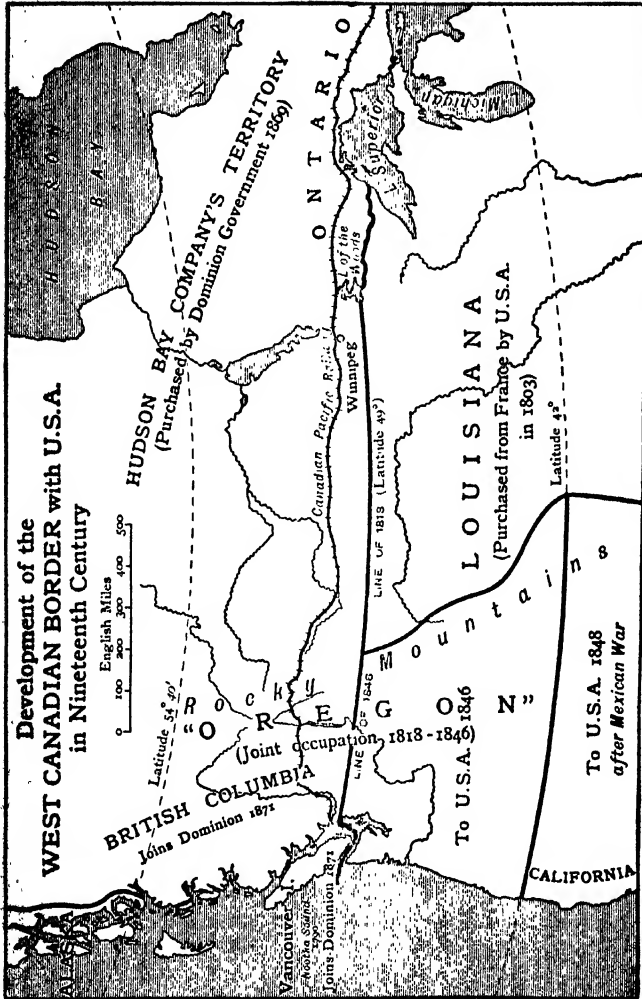 Development of the
WEST CANADIAN BORDER with U.S.A.
in Nineteenth Century
English Miles
0 100 200 300 400 500
HUDSON
BAY
HUDSON BAY COMPANY'S TERRITORY
(Purchased by Dominion Government 1869)
Latitude 54° 40'
ALASKA
BRITISH COLUMBIA
Joins Dominion 1871
Rocky
Mountains
"OREGON"
(Joint occupation, 1818-1846)
Canadian Pacific
Winnipeg
L. of the
Woods
ONTARIO
L. Superior
L. Michigan
Vancouver I.
Nootka Sound
Joins Dominion 1871
LINE OF 1846
LINE OF 1818 (Latitude 49°)
To U.S.A. 1846
LOUISIANA
(Purchased from France by U.S.A.
in 1803)
Latitude 42°
CALIFORNIA
To U.S.A. 1848
after Mexican War